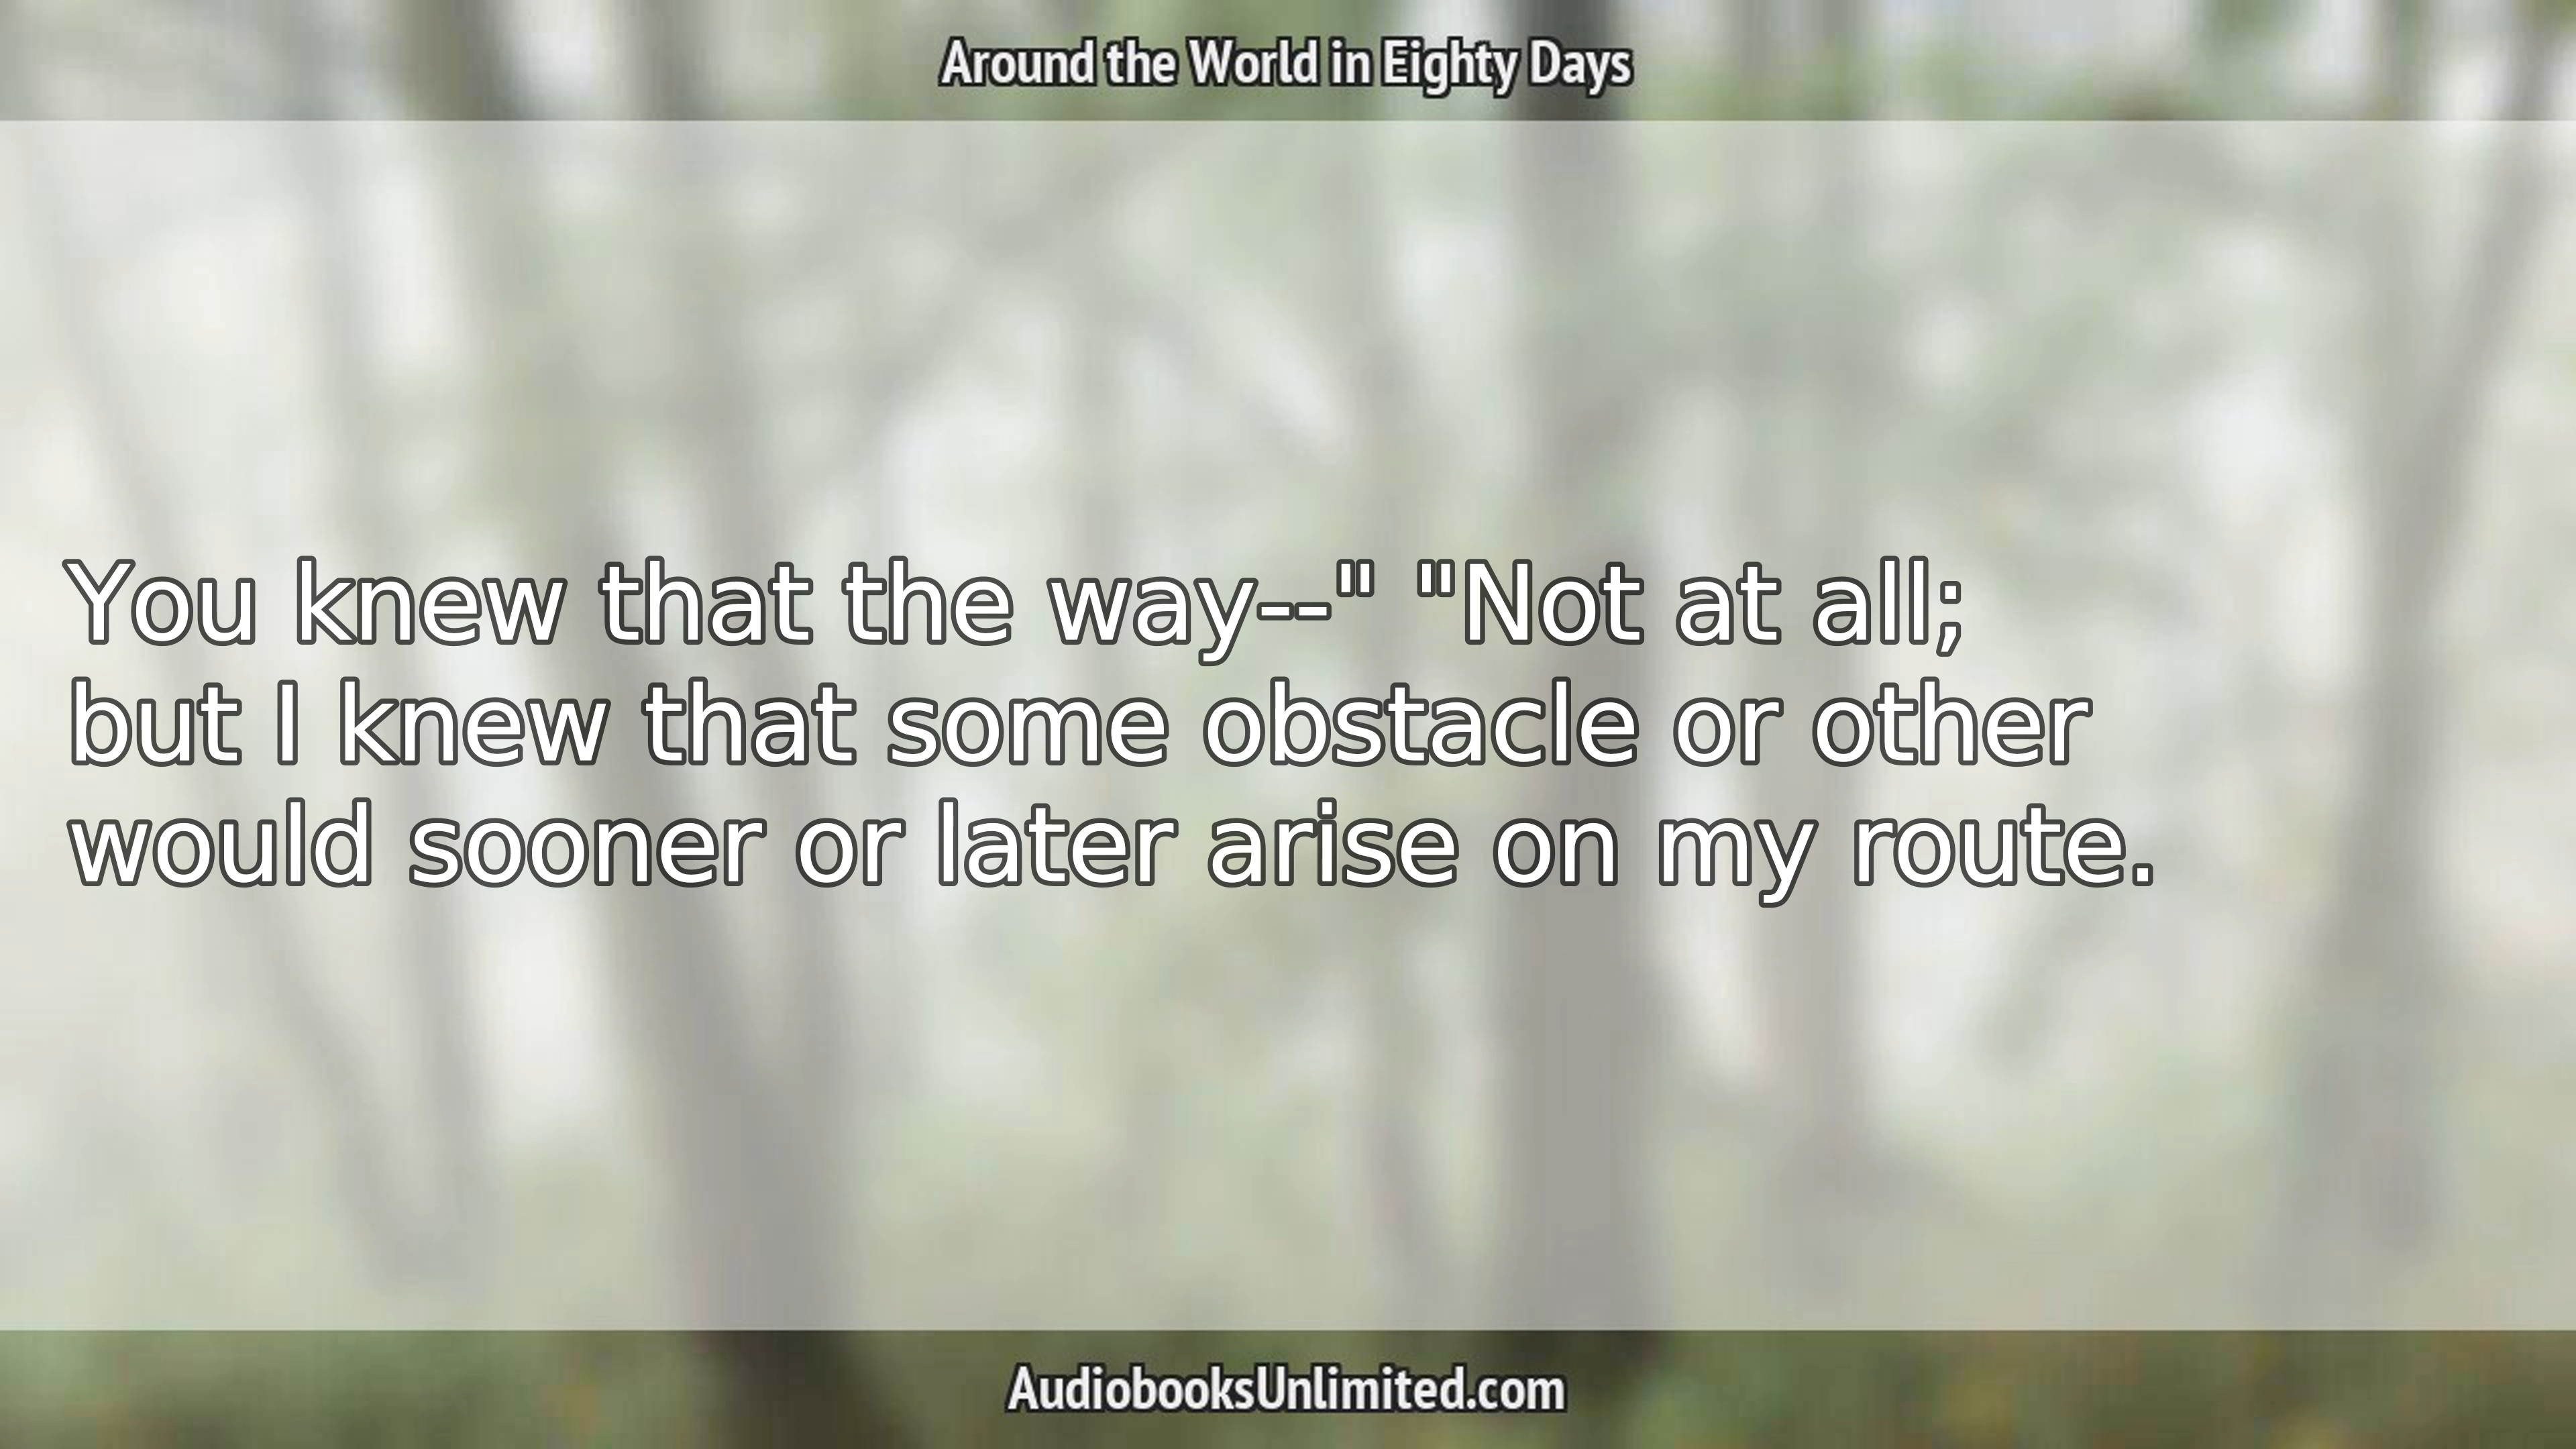 Around the World in Eighty Days
You knew that the way--" "Not at all;
but I knew that some obstacle or other
would sooner or later arise on my route.
AudiobooksUnlimited.com